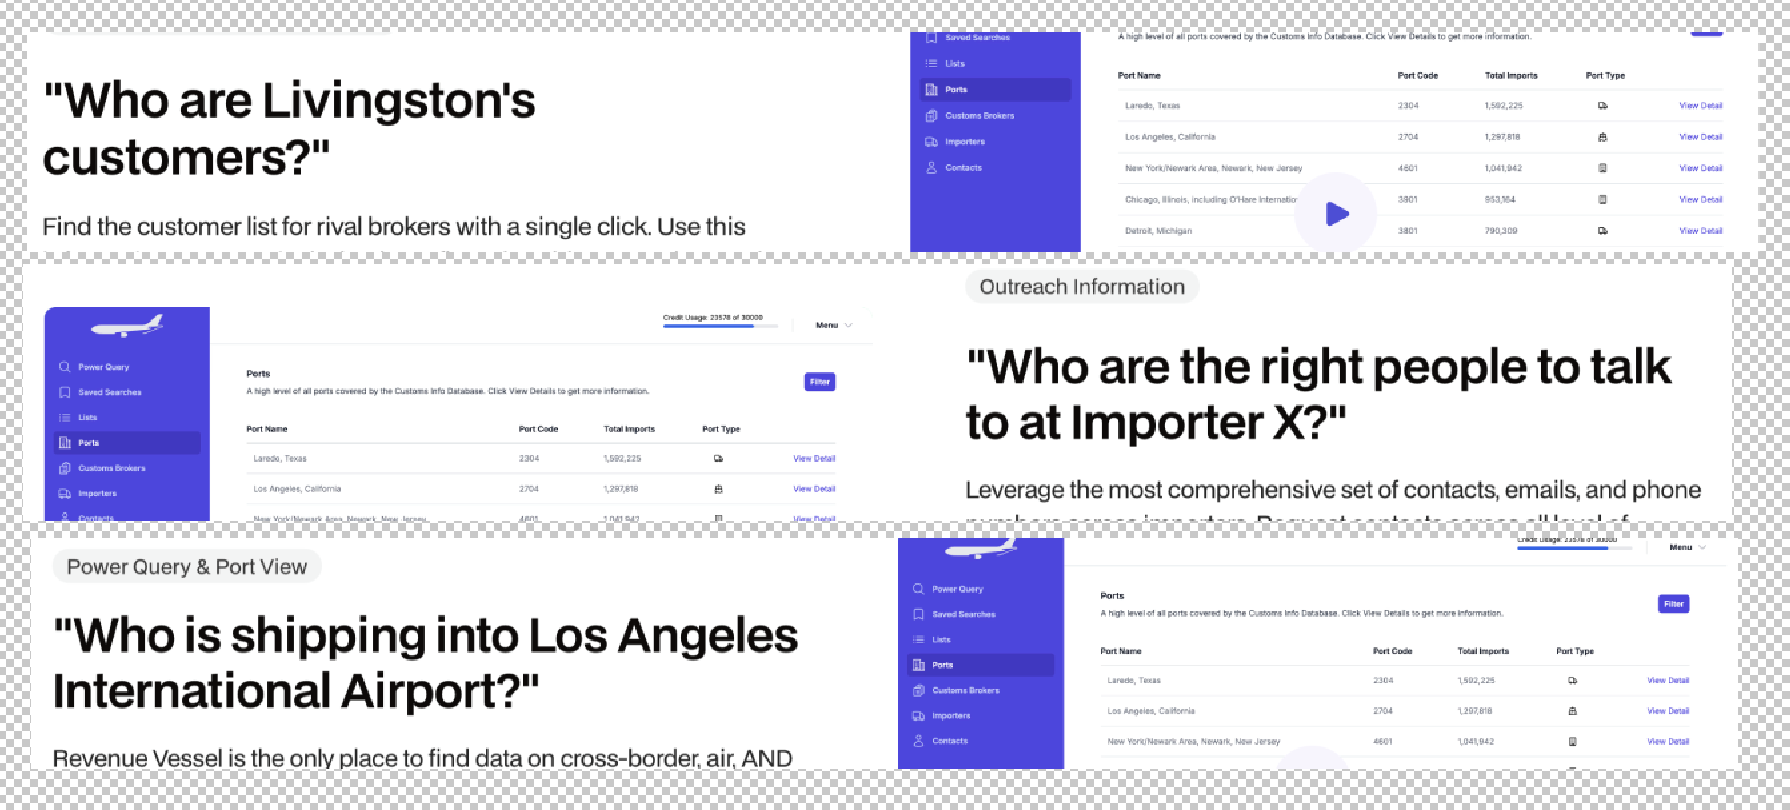 "Who are Livingston's
customers?"
Find the customer list for rival brokers with a single click. Use this
Saved Searches
Lists
Ports
Customs Brokers
Importers
Contacts
A high level of all ports covered by the Customs Info Database. Click View Details to get more information.
Port Name Port Code Total Imports Port Type
Laredo, Texas 2304 1,592,225 View Detail
Los Angeles, California 2704 1,297,818 View Detail
New York/Newark Area, Newark, New Jersey 4601 1,041,942 View Detail
Chicago, Illinois, including O'Hare Internatio 3901 953,164 View Detail
Detroit, Michigan 3801 790,309 View Detail
Power Query
Saved Searches
Lists
Ports
Customs Brokers
Importers
Contacts
Credit Usage: 23578 of 30000
Menu
Ports
Filter
A high level of all ports covered by the Customs Info Database. Click View Details to get more information.
Port Name Port Code Total Imports Port Type
Laredo, Texas 2304 1,592,225 View Detail
Los Angeles, California 2704 1,297,818 View Detail
New York/Newark Area, Newark, New Jersey 4601 1,041,942 View Detail
Outreach Information
"Who are the right people to talk
to at Importer X?"
Leverage the most comprehensive set of contacts, emails, and phone
numbers across importers. Request contacts across all level of
Power Query & Port View
"Who is shipping into Los Angeles
International Airport?"
Revenue Vessel is the only place to find data on cross-border, air, AND
Power Query
Saved Searches
Lists
Ports
Customs Brokers
Importers
Contacts
Credit Usage: 23578 of 30000
Menu
Ports
Filter
A high level of all ports covered by the Customs Info Database. Click View Details to get more information.
Port Name Port Code Total Imports Port Type
Laredo, Texas 2304 1,592,225 View Detail
Los Angeles, California 2704 1,297,818 View Detail
New York/Newark Area, Newark, New Jersey 4601 1,041,942 View Detail